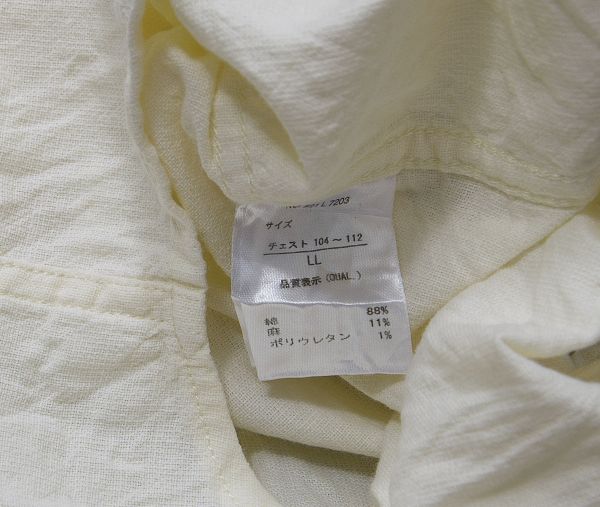 7203
サイズ
チェスト 104～112
LL
品質表示(QUAL.)
綿 88%
麻 11%
ポリウレタン 1%